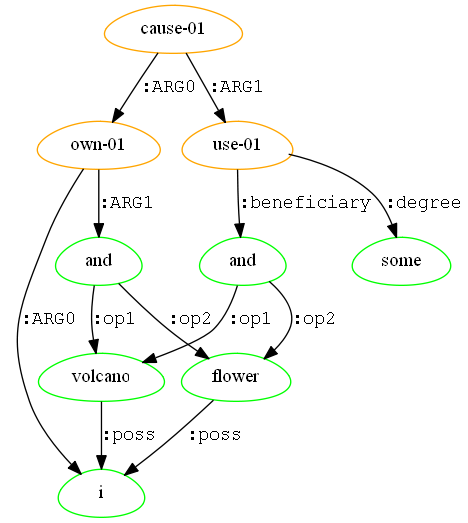 cause-01
:ARG0 :ARG1
own-01 use-01
:ARG1 :beneficiary :degree
and and some
:ARG0 :op1 :op2 :op1 :op2
volcano flower
:poss :poss
i